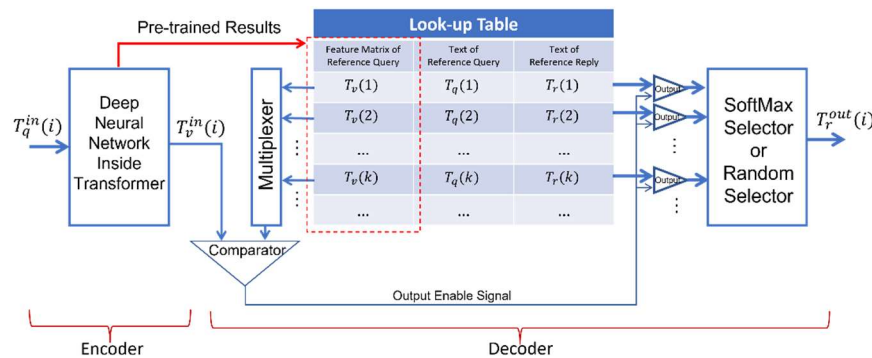 Look-up Table
Pre-trained Results
Feature Matrix of Reference Query
Text of Reference Query
Text of Reference Reply
T_q^{in}(i)
Deep
Neural
Network
Inside
Transformer
T_v^{in}(i)
Multiplexer
⋮
⋮
T_v(1) T_q(1) T_r(1)
T_v(2) T_q(2) T_r(2)
... ... ...
T_v(k) T_q(k) T_r(k)
... ... ...
Output
Output
⋮
Output
⋮
SoftMax
Selector
or
Random
Selector
T_r^{out}(i)
Comparator
Output Enable Signal
Encoder
Decoder